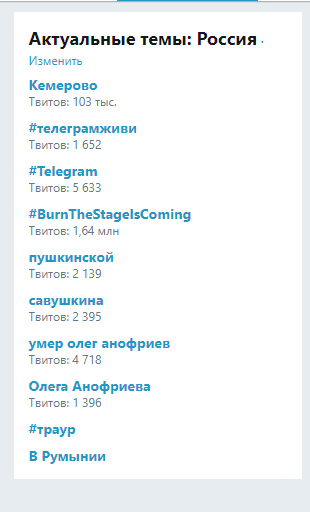 Актуальные темы: Россия ·
Изменить
Кемерово
Твитов: 103 тыс.
#телеграмживи
Твитов: 1 652
#Telegram
Твитов: 5 633
#BurnTheStageIsComing
Твитов: 1,64 млн
пушкинской
Твитов: 2 139
савушкина
Твитов: 2 395
умер олег анофриев
Твитов: 4 718
Олега Анофриева
Твитов: 1 396
#траур
В Румынии